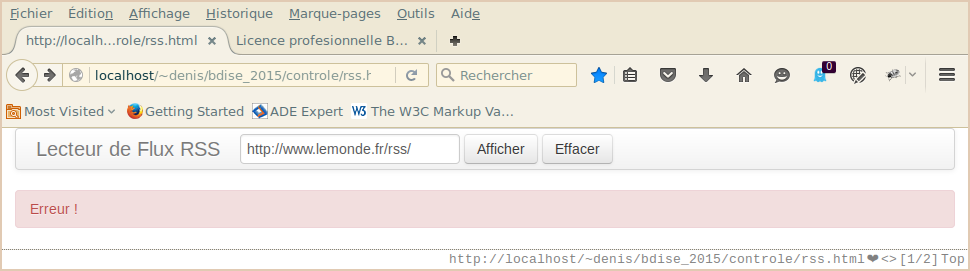 Fichier Édition Affichage Historique Marque-pages Outils Aide
http://localh...role/rss.html Licence profesionnelle B...
localhost/~denis/bdise_2015/controle/rss.h Rechercher 0
Most Visited Getting Started ADE Expert The W3C Markup Va...
Lecteur de Flux RSS http://www.lemonde.fr/rss/ Afficher Effacer
Erreur !
http://localhost/~denis/bdise_2015/controle/rss.html❤<>[1/2]Top